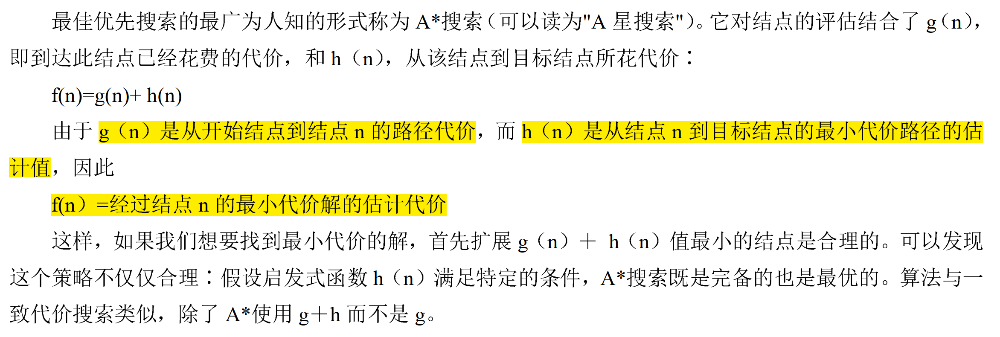 最佳优先搜索的最广为人知的形式称为 A*搜索（可以读为"A 星搜索"）。它对结点的评估结合了 g（n），
即到达此结点已经花费的代价，和 h（n），从该结点到目标结点所花代价∶
f(n)=g(n)+ h(n)
由于 g（n）是从开始结点到结点 n 的路径代价，而 h（n）是从结点 n 到目标结点的最小代价路径的估
计值，因此
f(n）=经过结点 n 的最小代价解的估计代价
这样，如果我们想要找到最小代价的解，首先扩展 g（n）＋ h（n）值最小的结点是合理的。可以发现
这个策略不仅仅合理∶假设启发式函数 h（n）满足特定的条件，A*搜索既是完备的也是最优的。算法与一
致代价搜索类似，除了 A*使用 g＋h 而不是 g。